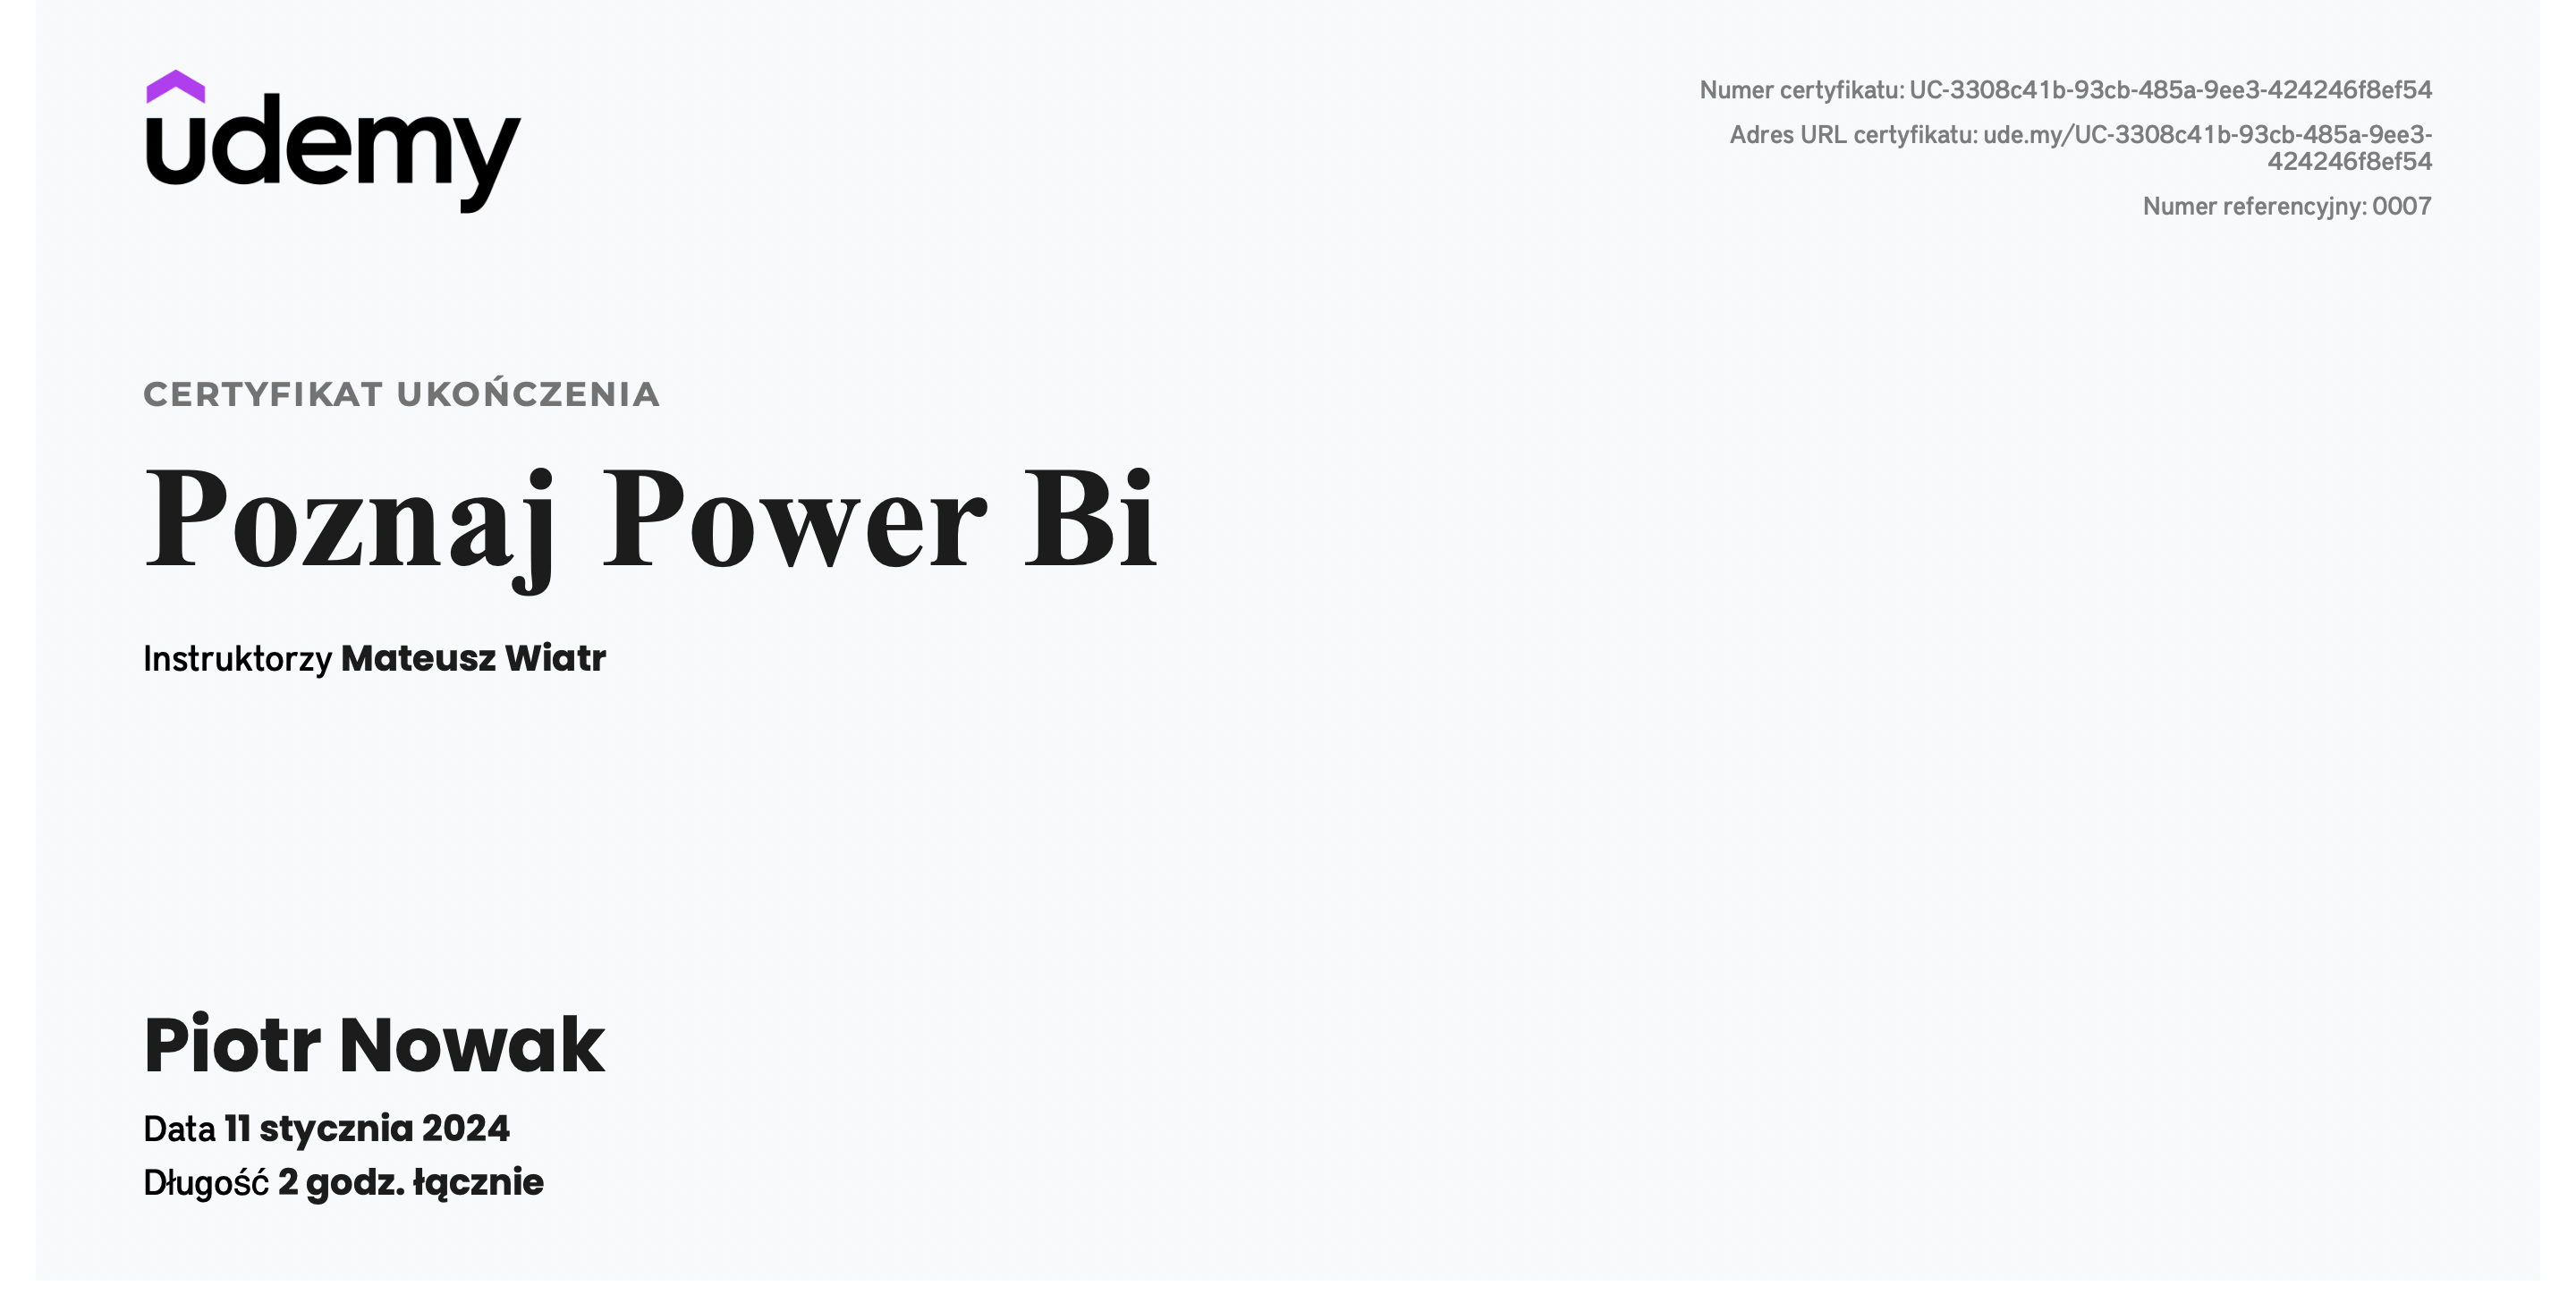 udemy
Numer certyfikatu: UC-3308c41b-93cb-485a-9ee3-424246f8ef54
Adres URL certyfikatu: ude.my/UC-3308c41b-93cb-485a-9ee3-
424246f8ef54
Numer referencyjny: 0007
CERTYFIKAT UKOŃCZENIA
Poznaj Power Bi
Instruktorzy Mateusz Wiatr
Piotr Nowak
Data 11 stycznia 2024
Długość 2 godz. łącznie